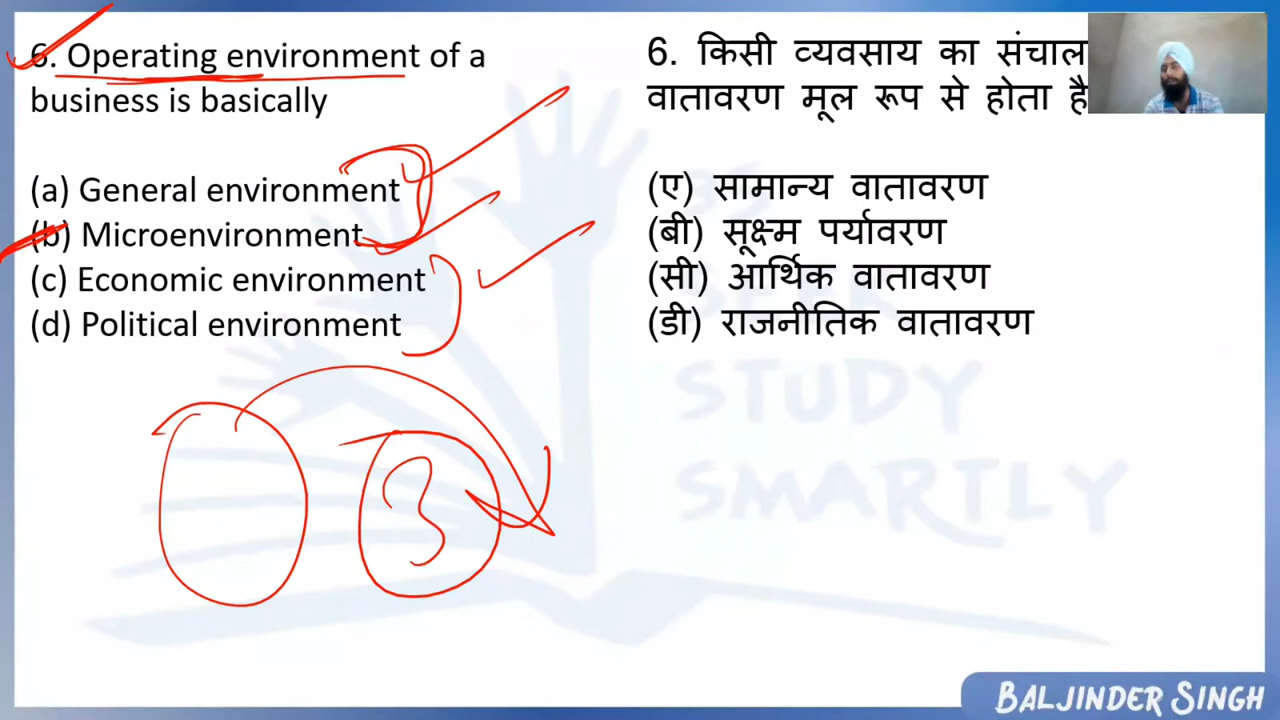 6. Operating environment of a
business is basically
(a) General environment
(b) Microenvironment
(c) Economic environment
(d) Political environment
6. किसी व्यवसाय का संचाल
वातावरण मूल रूप से होता है
(ए) सामान्य वातावरण
(बी) सूक्ष्म पर्यावरण
(सी) आर्थिक वातावरण
(डी) राजनीतिक वातावरण
3
STUDY
SMARTLY
BALJINDER SINGH